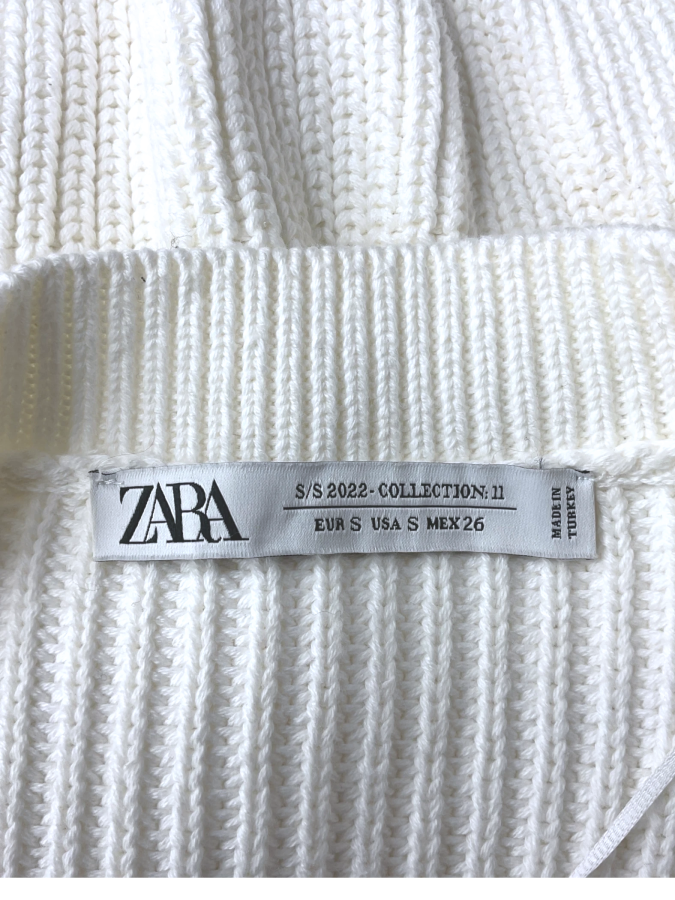 ZARA
S/S 2022 - COLLECTION: 11
EUR S USA S MEX 26
MADE IN
TURKEY